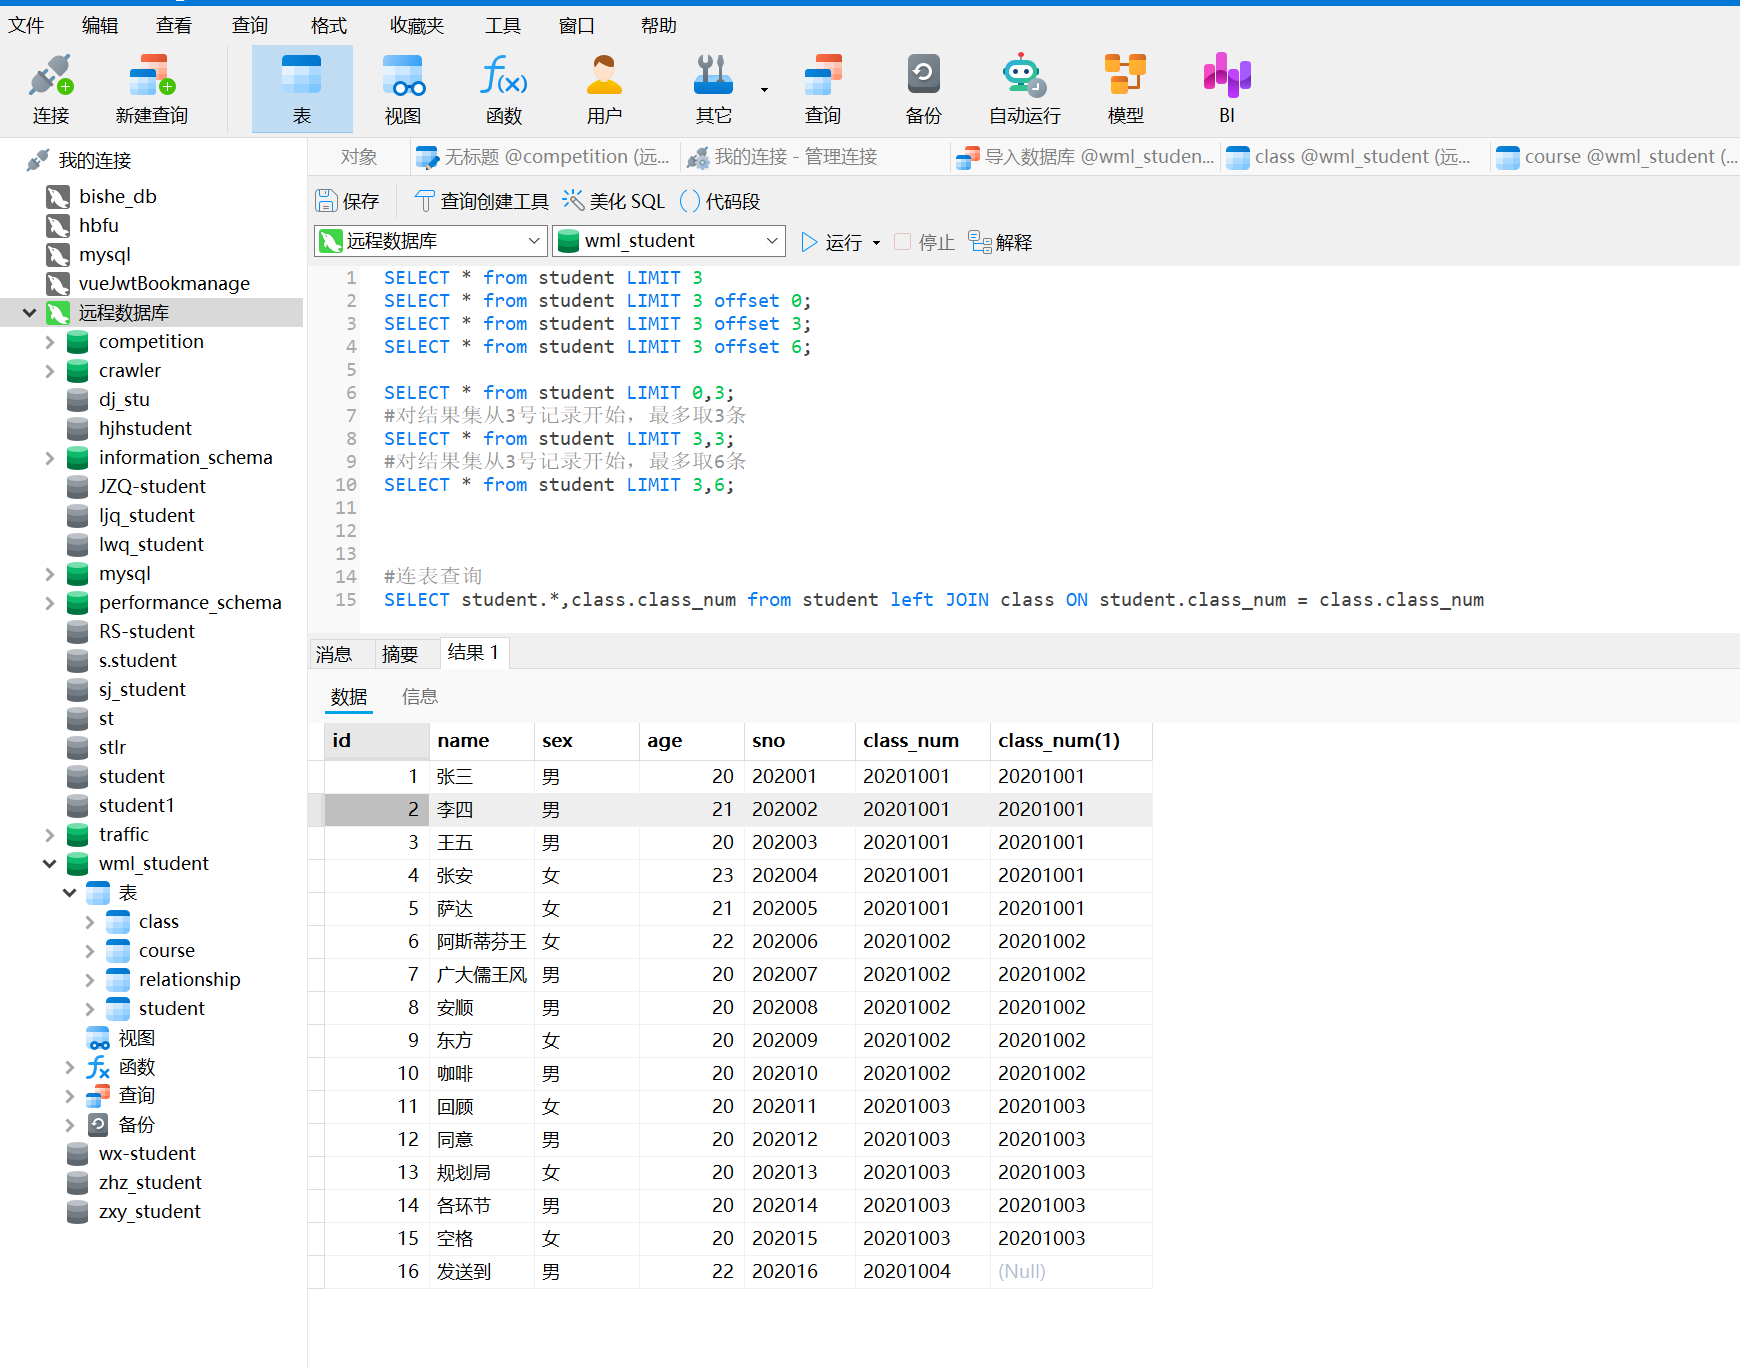 文件 编辑 查看 查询 格式 收藏夹 工具 窗口 帮助
连接 新建查询 表 视图 函数 用户 其它 查询 备份 自动运行 模型 BI
我的连接
bishe_db
hbfu
mysql
vueJwtBookmanage
远程数据库
competition
crawler
dj_stu
hjhstudent
information_schema
JZQ-student
ljq_student
lwq_student
mysql
performance_schema
RS-student
s.student
sj_student
st
stlr
student
student1
traffic
wml_student
表
class
course
relationship
student
视图
函数
查询
备份
wx-student
zhz_student
zxy_student
对象 无标题 @competition (远... 我的连接 - 管理连接 导入数据库 @wml_studen... class @wml_student (远... course @wml_student (...
保存 查询创建工具 美化 SQL () 代码段
远程数据库 wml_student 运行 停止 解释
1 SELECT * from student LIMIT 3
2 SELECT * from student LIMIT 3 offset 0;
3 SELECT * from student LIMIT 3 offset 3;
4 SELECT * from student LIMIT 3 offset 6;
5
6 SELECT * from student LIMIT 0,3;
7 #对结果集从3号记录开始，最多取3条
8 SELECT * from student LIMIT 3,3;
9 #对结果集从3号记录开始，最多取6条
10 SELECT * from student LIMIT 3,6;
11
12
13
14 #连表查询
15 SELECT student.*,class.class_num from student left JOIN class ON student.class_num = class.class_num
消息 摘要 结果 1
数据 信息
id name sex age sno class_num class_num(1)
1 张三 男 20 202001 20201001 20201001
2 李四 男 21 202002 20201001 20201001
3 王五 男 20 202003 20201001 20201001
4 张安 女 23 202004 20201001 20201001
5 萨达 女 21 202005 20201001 20201001
6 阿斯蒂芬王 女 22 202006 20201002 20201002
7 广大儒王风 男 20 202007 20201002 20201002
8 安顺 男 20 202008 20201002 20201002
9 东方 女 20 202009 20201002 20201002
10 咖啡 男 20 202010 20201002 20201002
11 回顾 女 20 202011 20201003 20201003
12 同意 男 20 202012 20201003 20201003
13 规划局 女 20 202013 20201003 20201003
14 各环节 男 20 202014 20201003 20201003
15 空格 女 20 202015 20201003 20201003
16 发送到 男 22 202016 20201004 (Null)